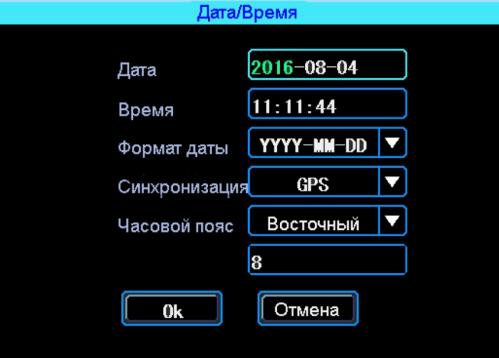 Дата/Время
Дата 2016-08-04
Время 11:11:44
Формат даты YYYY-MM-DD
Синхронизация GPS
Часовой пояс Восточный
8
Ok Отмена